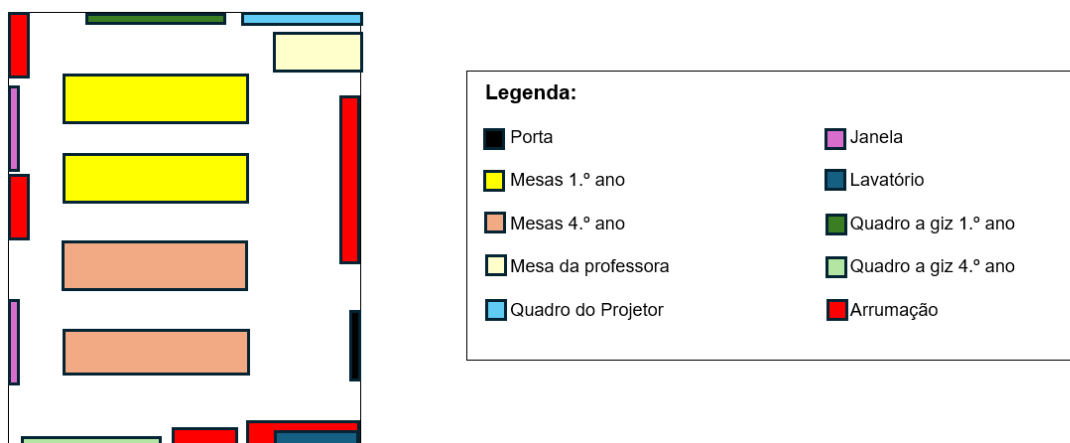 Legenda:
Porta
Janela
Mesas 1.º ano
Lavatório
Mesas 4.º ano
Quadro a giz 1.º ano
Mesa da professora
Quadro a giz 4.º ano
Quadro do Projetor
Arrumação